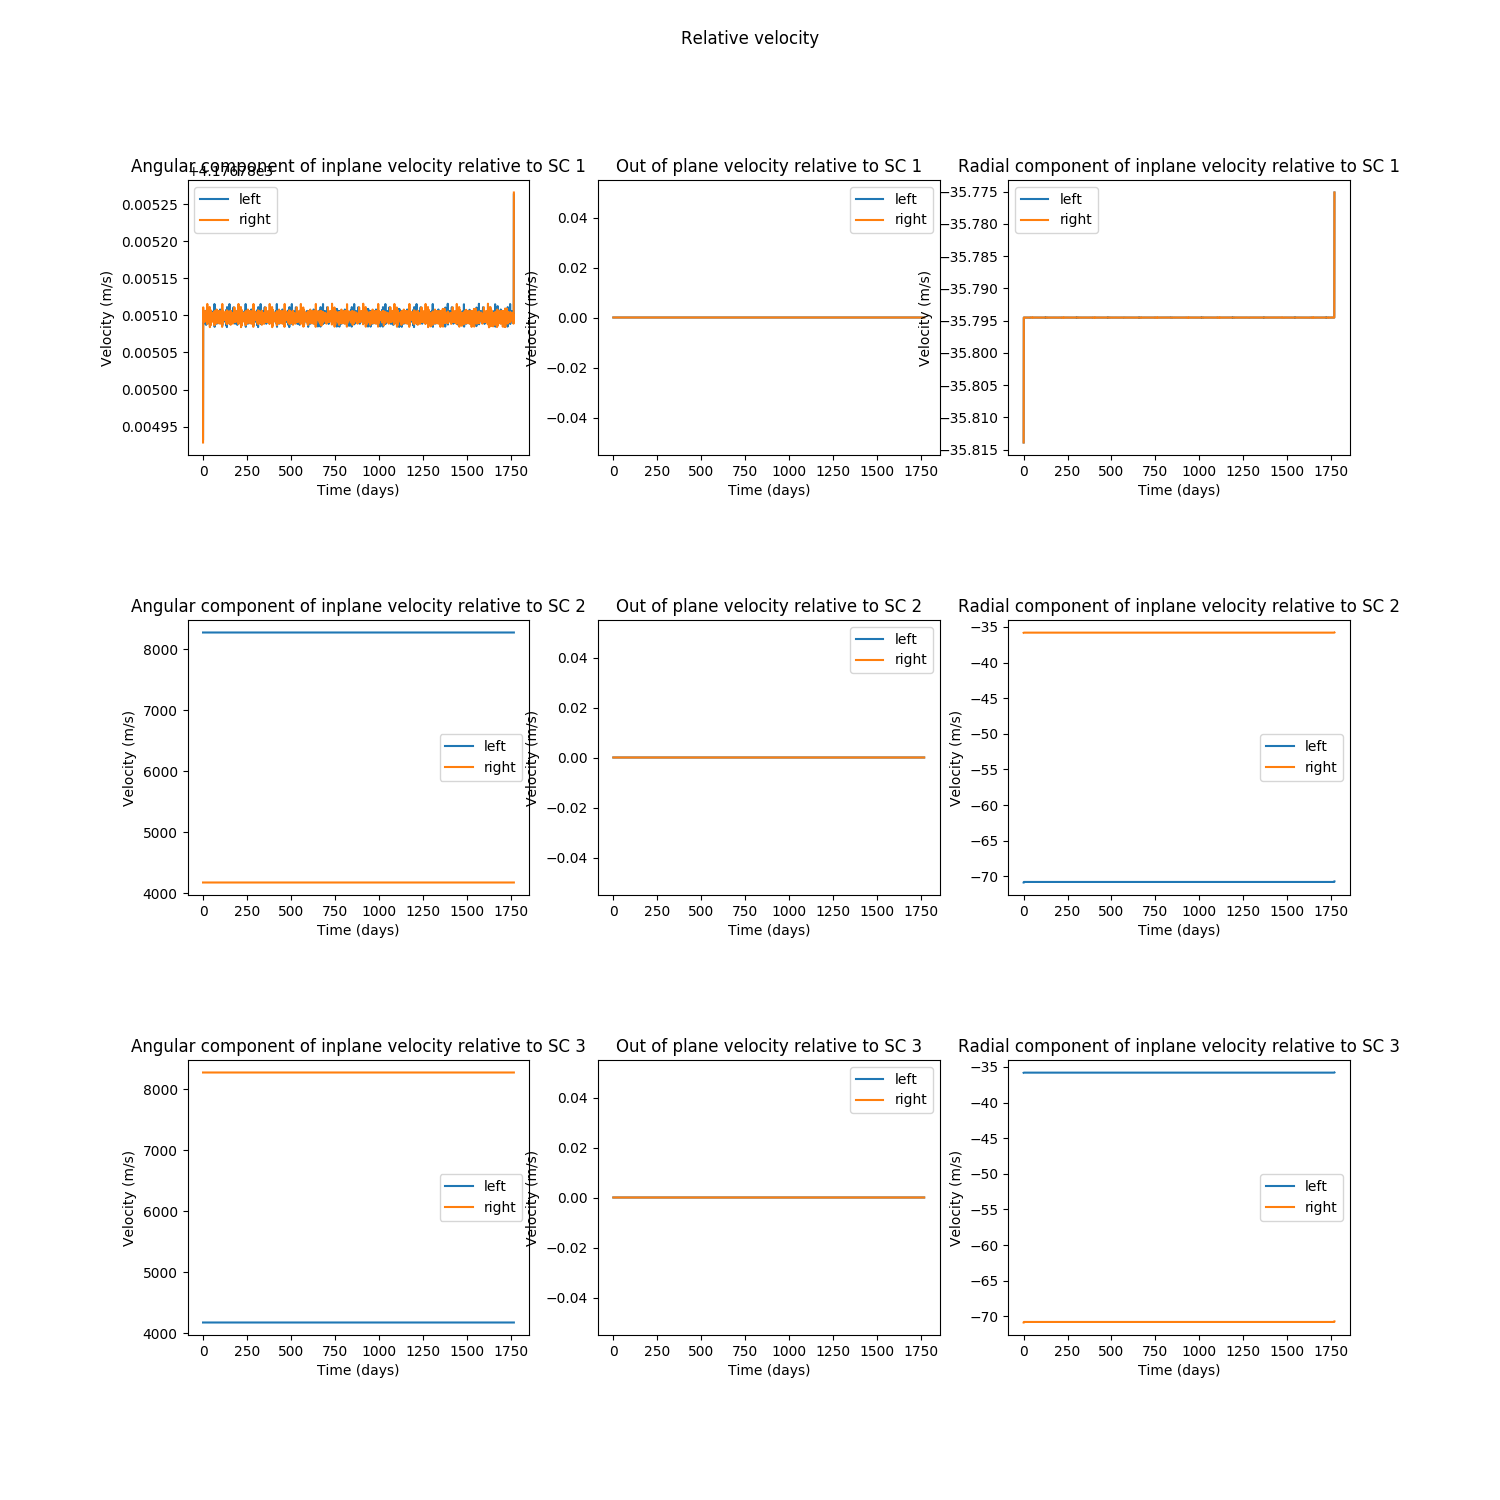 Relative velocity
Angular component of inplane velocity relative to SC 1
+4.17678e3
left
right
0.00525
0.00520
0.00515
0.00510
0.00505
0.00500
0.00495
Velocity (m/s)
0 250 500 750 1000 1250 1500 1750
Time (days)
Out of plane velocity relative to SC 1
left
right
0.04
0.02
0.00
−0.02
−0.04
Velocity (m/s)
0 250 500 750 1000 1250 1500 1750
Time (days)
Radial component of inplane velocity relative to SC 1
left
right
−35.775
−35.780
−35.785
−35.790
−35.795
−35.800
−35.805
−35.810
−35.815
Velocity (m/s)
0 250 500 750 1000 1250 1500 1750
Time (days)
Angular component of inplane velocity relative to SC 2
8000
7000
6000
5000
4000
left
right
Velocity (m/s)
0 250 500 750 1000 1250 1500 1750
Time (days)
Out of plane velocity relative to SC 2
left
right
0.04
0.02
0.00
−0.02
−0.04
Velocity (m/s)
0 250 500 750 1000 1250 1500 1750
Time (days)
Radial component of inplane velocity relative to SC 2
−35
−40
−45
−50
−55
−60
−65
−70
left
right
Velocity (m/s)
0 250 500 750 1000 1250 1500 1750
Time (days)
Angular component of inplane velocity relative to SC 3
8000
7000
6000
5000
4000
left
right
Velocity (m/s)
0 250 500 750 1000 1250 1500 1750
Time (days)
Out of plane velocity relative to SC 3
left
right
0.04
0.02
0.00
−0.02
−0.04
Velocity (m/s)
0 250 500 750 1000 1250 1500 1750
Time (days)
Radial component of inplane velocity relative to SC 3
−35
−40
−45
−50
−55
−60
−65
−70
left
right
Velocity (m/s)
0 250 500 750 1000 1250 1500 1750
Time (days)